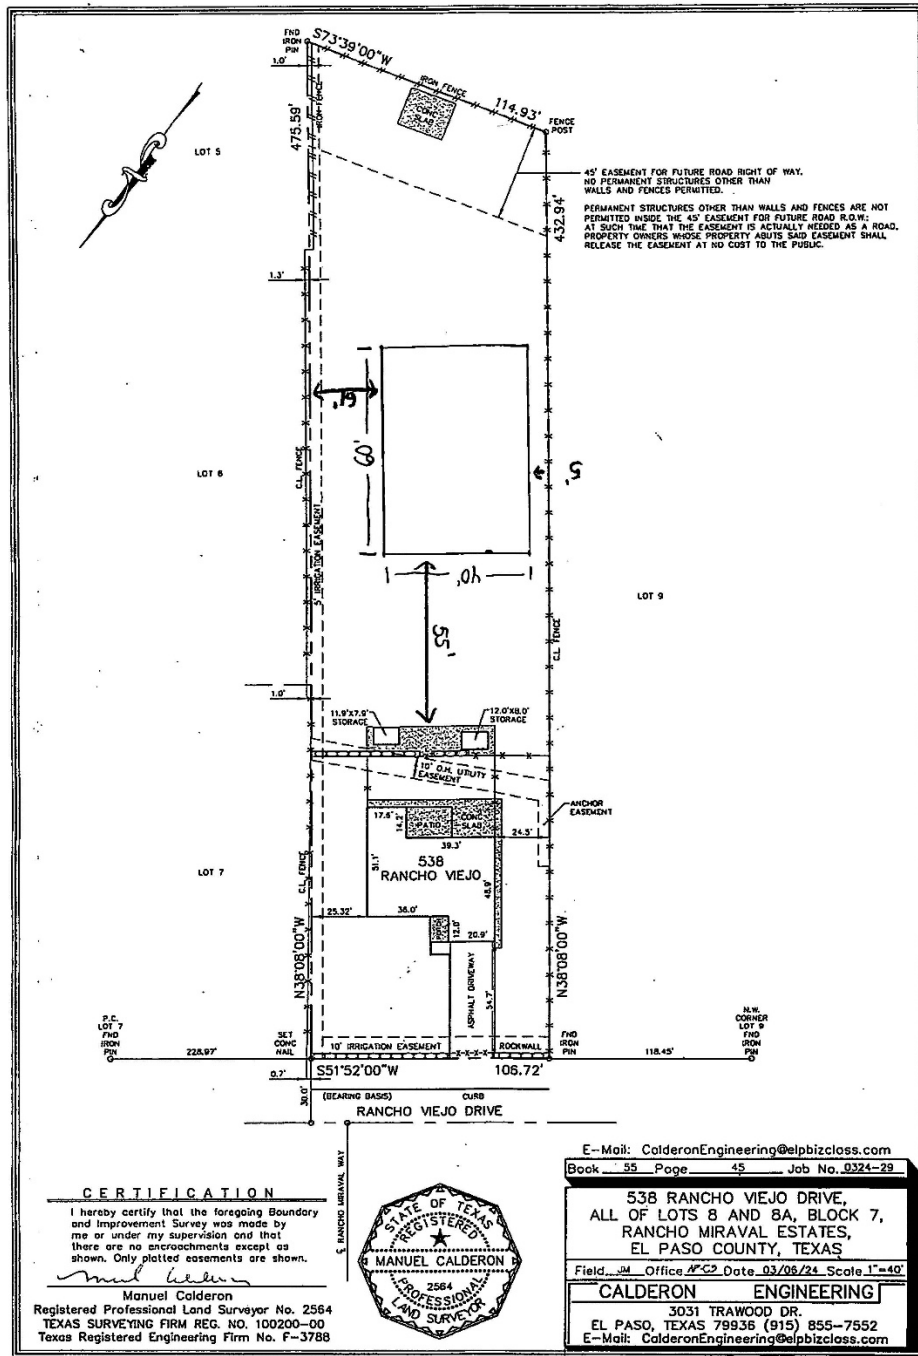 FND
IRON
PIN
S73°39'00"W
1.0'
IRON FENCE
114.93'
CONC
SLAB
FENCE
POST
475.59'
IRON FENCE
LOT 5
45' EASEMENT FOR FUTURE ROAD RIGHT OF WAY.
NO PERMANENT STRUCTURES OTHER THAN
WALLS AND FENCES PERMITTED.
PERMANENT STRUCTURES OTHER THAN WALLS AND FENCES ARE NOT
PERMITTED INSIDE THE 45' EASEMENT FOR FUTURE ROAD R.O.W.:
AT SUCH TIME THAT THE EASEMENT IS ACTUALLY NEEDED AS A ROAD.
PROPERTY OWNERS WHOSE PROPERTY ABUTS SAID EASEMENT SHALL
RELEASE THE EASEMENT AT NO COST TO THE PUBLIC.
432.94'
1.3'
19'
60'
5'
40'
LOT 6
C.L. FENCE
5' IRRIGATION EASEMENT
LOT 9
55'
C.L. FENCE
1.0'
11.9'X7.9'
STORAGE
12.0'X8.0'
STORAGE
10' O.H. UTILITY
EASEMENT
ANCHOR
EASEMENT
17.6'
14.2'
PATIO
CONC
SLAB
24.5'
39.3'
538
RANCHO VIEJO
51.1'
48.9'
LOT 7
C.L. FENCE
25.32'
36.0'
PORCH
12.0'
20.9'
N38°08'00"W
ASPHALT DRIVEWAY
54.7'
N38°08'00"W
P.C.
LOT 7
FND
IRON
PIN
228.97'
SET
CONC
NAIL
10' IRRIGATION EASEMENT
ROCKWALL
FND
IRON
PIN
118.45'
N.W.
CORNER
LOT 9
FND
IRON
PIN
0.7'
S51°52'00"W
106.72'
30.0'
(BEARING BASIS)
CURB
RANCHO VIEJO DRIVE
℄ RANCHO MIRAVAL WAY
CERTIFICATION
I hereby certify that the foregoing Boundary
and Improvement Survey was made by
me or under my supervision and that
there are no encroachments except as
shown. Only plotted easements are shown.
Manuel Calderon
Registered Professional Land Surveyor No. 2564
TEXAS SURVEYING FIRM REG. NO. 100200-00
Texas Registered Engineering Firm No. F-3788
STATE OF TEXAS
REGISTERED
MANUEL CALDERON
2564
PROFESSIONAL
LAND SURVEYOR
E-Mail: CalderonEngineering@elpbizclass.com
Book 55 Page 45 Job No. 0324-29
538 RANCHO VIEJO DRIVE,
ALL OF LOTS 8 AND 8A, BLOCK 7,
RANCHO MIRAVAL ESTATES,
EL PASO COUNTY, TEXAS
Field JM Office Date 03/06/24 Scale 1"=40'
CALDERON ENGINEERING
3031 TRAWOOD DR.
EL PASO, TEXAS 79936 (915) 855-7552
E-Mail: CalderonEngineering@elpbizclass.com